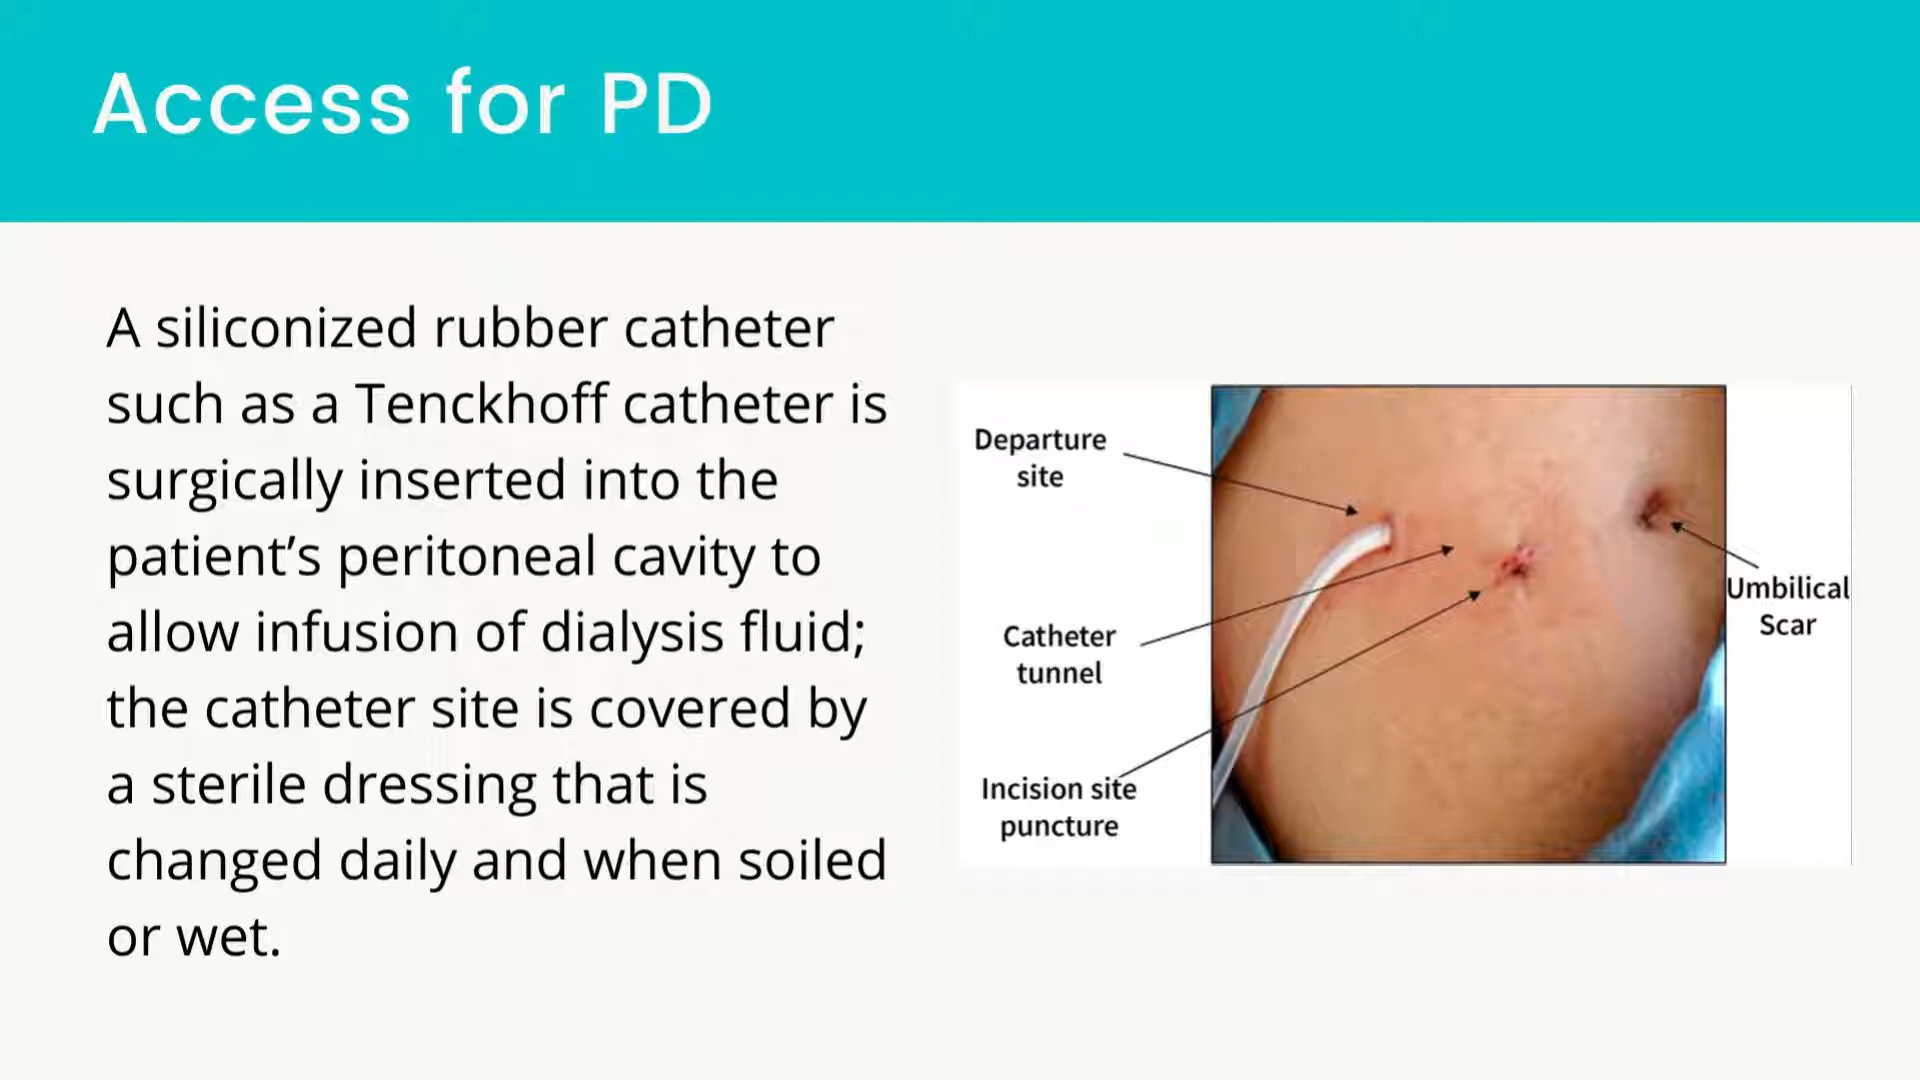 Access for PD
A siliconized rubber catheter
such as a Tenckhoff catheter is
surgically inserted into the
patient’s peritoneal cavity to
allow infusion of dialysis fluid;
the catheter site is covered by
a sterile dressing that is
changed daily and when soiled
or wet.
Departure
site
Catheter
tunnel
Incision site
puncture
Umbilical
Scar